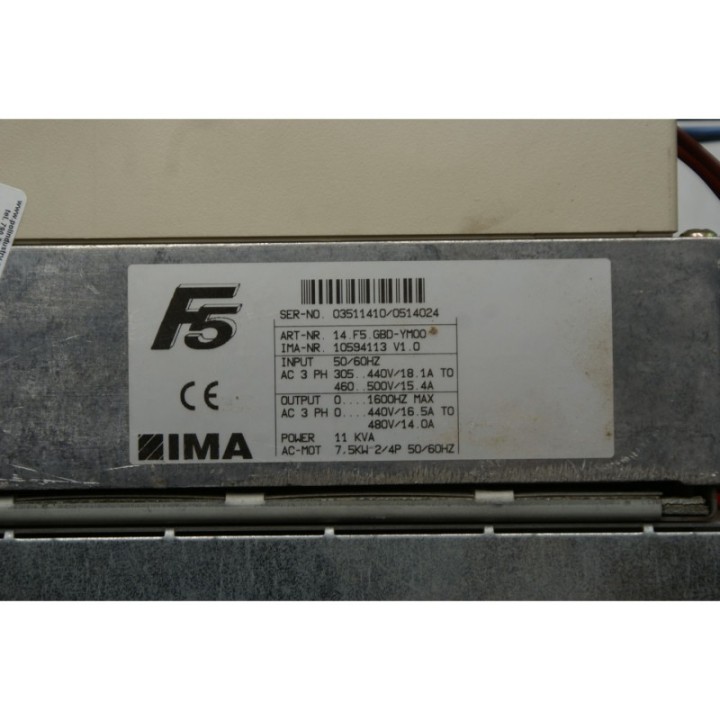 F5
SER-NO. 03511410/0514024
ART-NR. 14.F5.GBD-YM00
IMA-NR. 10594113 V1.0
INPUT 50/60HZ
AC 3 PH 305..440V/18.1A TO
460..500V/15.4A
OUTPUT 0....1600HZ MAX
AC 3 PH 0....440V/16.5A TO
480V/14.0A
POWER 11 KVA
AC-MOT 7.5KW-2/4P 50/60HZ
CE
IMA